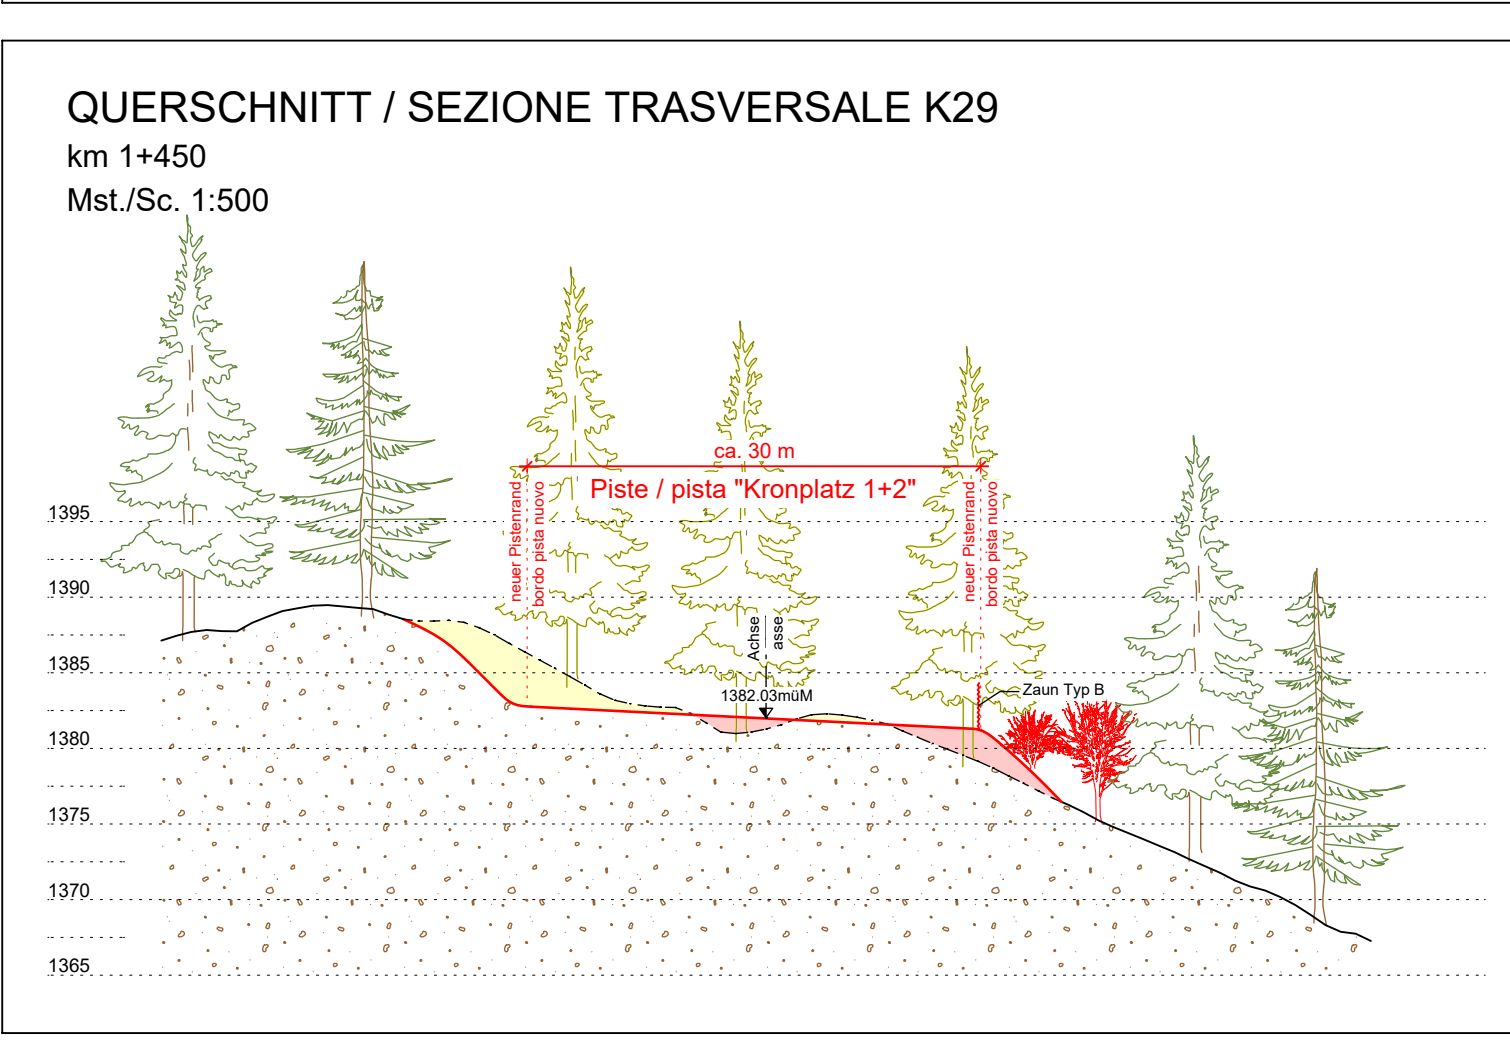 QUERSCHNITT / SEZIONE TRASVERSALE K29
km 1+450
Mst./Sc. 1:500
ca. 30 m
Piste / pista "Kronplatz 1+2"
neuer Pistenrand
bordo pista nuovo
neuer Pistenrand
bordo pista nuovo
Achse
asse
1382.03müM
Zaun Typ B
1395
1390
1385
1380
1375
1370
1365